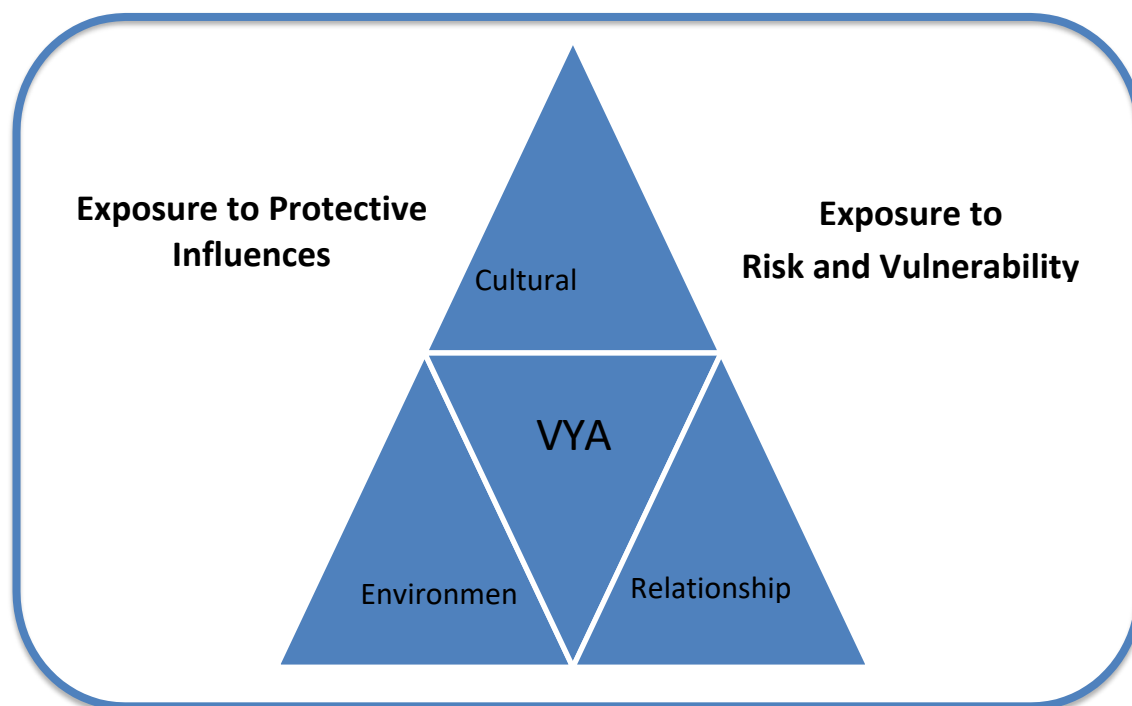 Exposure to Protective
Influences
Exposure to
Risk and Vulnerability
Cultural
VYA
Environmen
Relationship